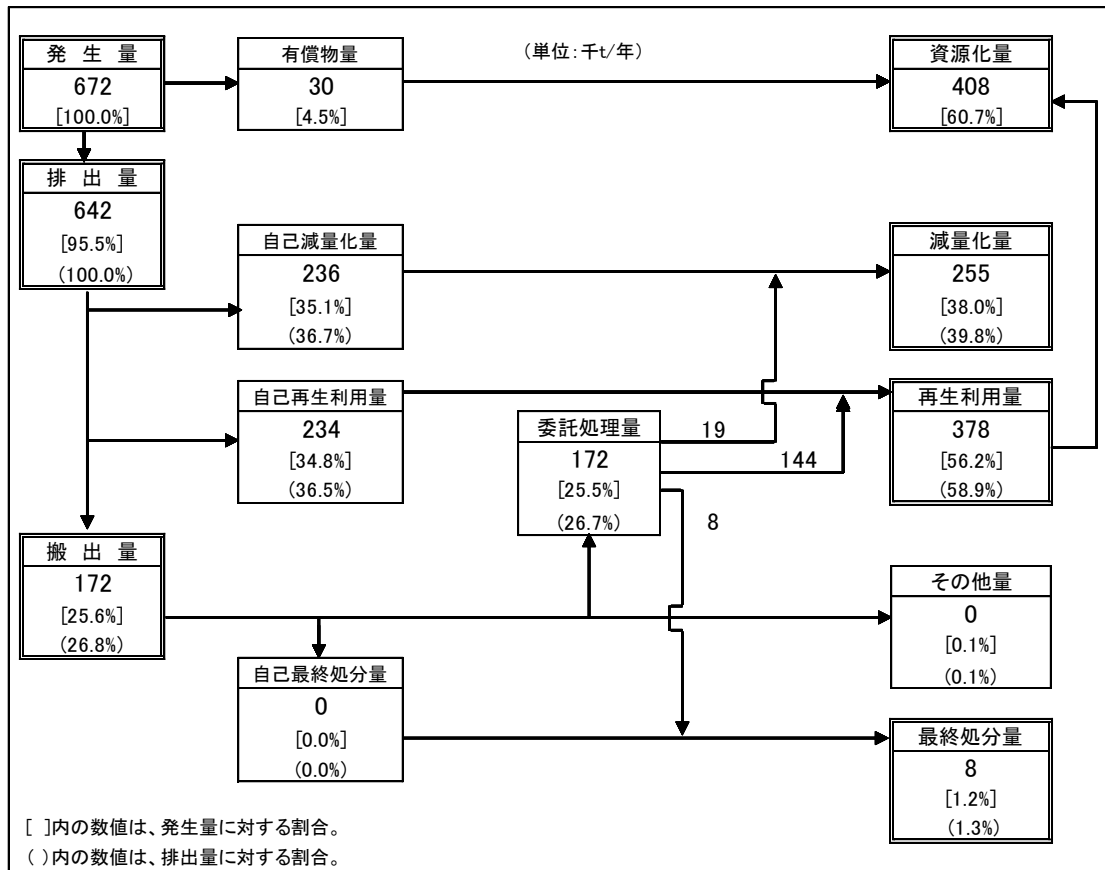 発 生 量
672
[100.0%]
有償物量
30
[4.5%]
(単位:千t/年)
資源化量
408
[60.7%]
排 出 量
642
[95.5%]
(100.0%)
自己減量化量
236
[35.1%]
(36.7%)
減量化量
255
[38.0%]
(39.8%)
自己再生利用量
234
[34.8%]
(36.5%)
委託処理量
172
[25.5%]
(26.7%)
19
144
8
再生利用量
378
[56.2%]
(58.9%)
搬 出 量
172
[25.6%]
(26.8%)
その他量
0
[0.1%]
(0.1%)
自己最終処分量
0
[0.0%]
(0.0%)
最終処分量
8
[1.2%]
(1.3%)
[ ]内の数値は、発生量に対する割合。
( )内の数値は、排出量に対する割合。